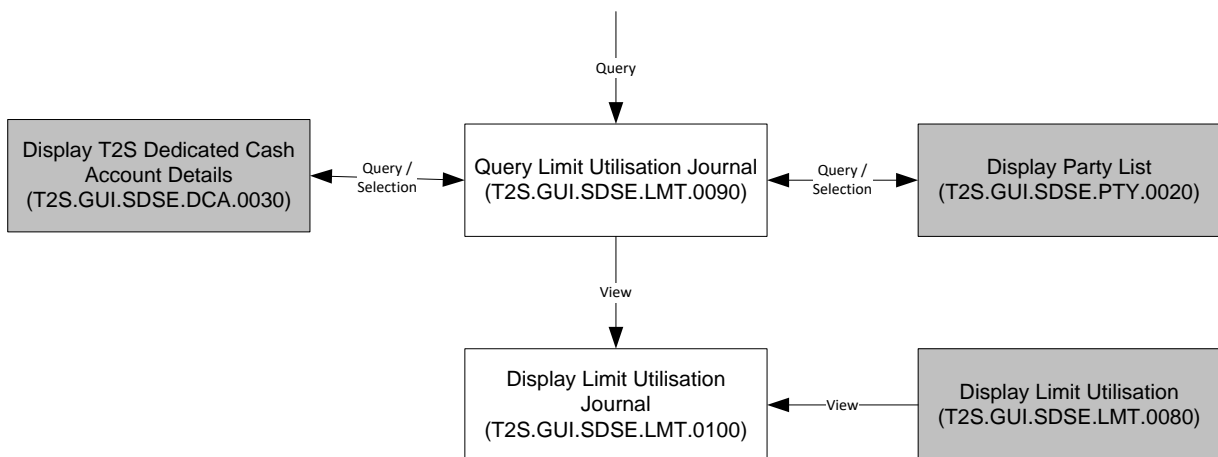 Query
Display T2S Dedicated Cash
Account Details
(T2S.GUI.SDSE.DCA.0030)
Query /
Selection
Query Limit Utilisation Journal
(T2S.GUI.SDSE.LMT.0090)
Query /
Selection
Display Party List
(T2S.GUI.SDSE.PTY.0020)
View
Display Limit Utilisation
Journal
(T2S.GUI.SDSE.LMT.0100)
View
Display Limit Utilisation
(T2S.GUI.SDSE.LMT.0080)